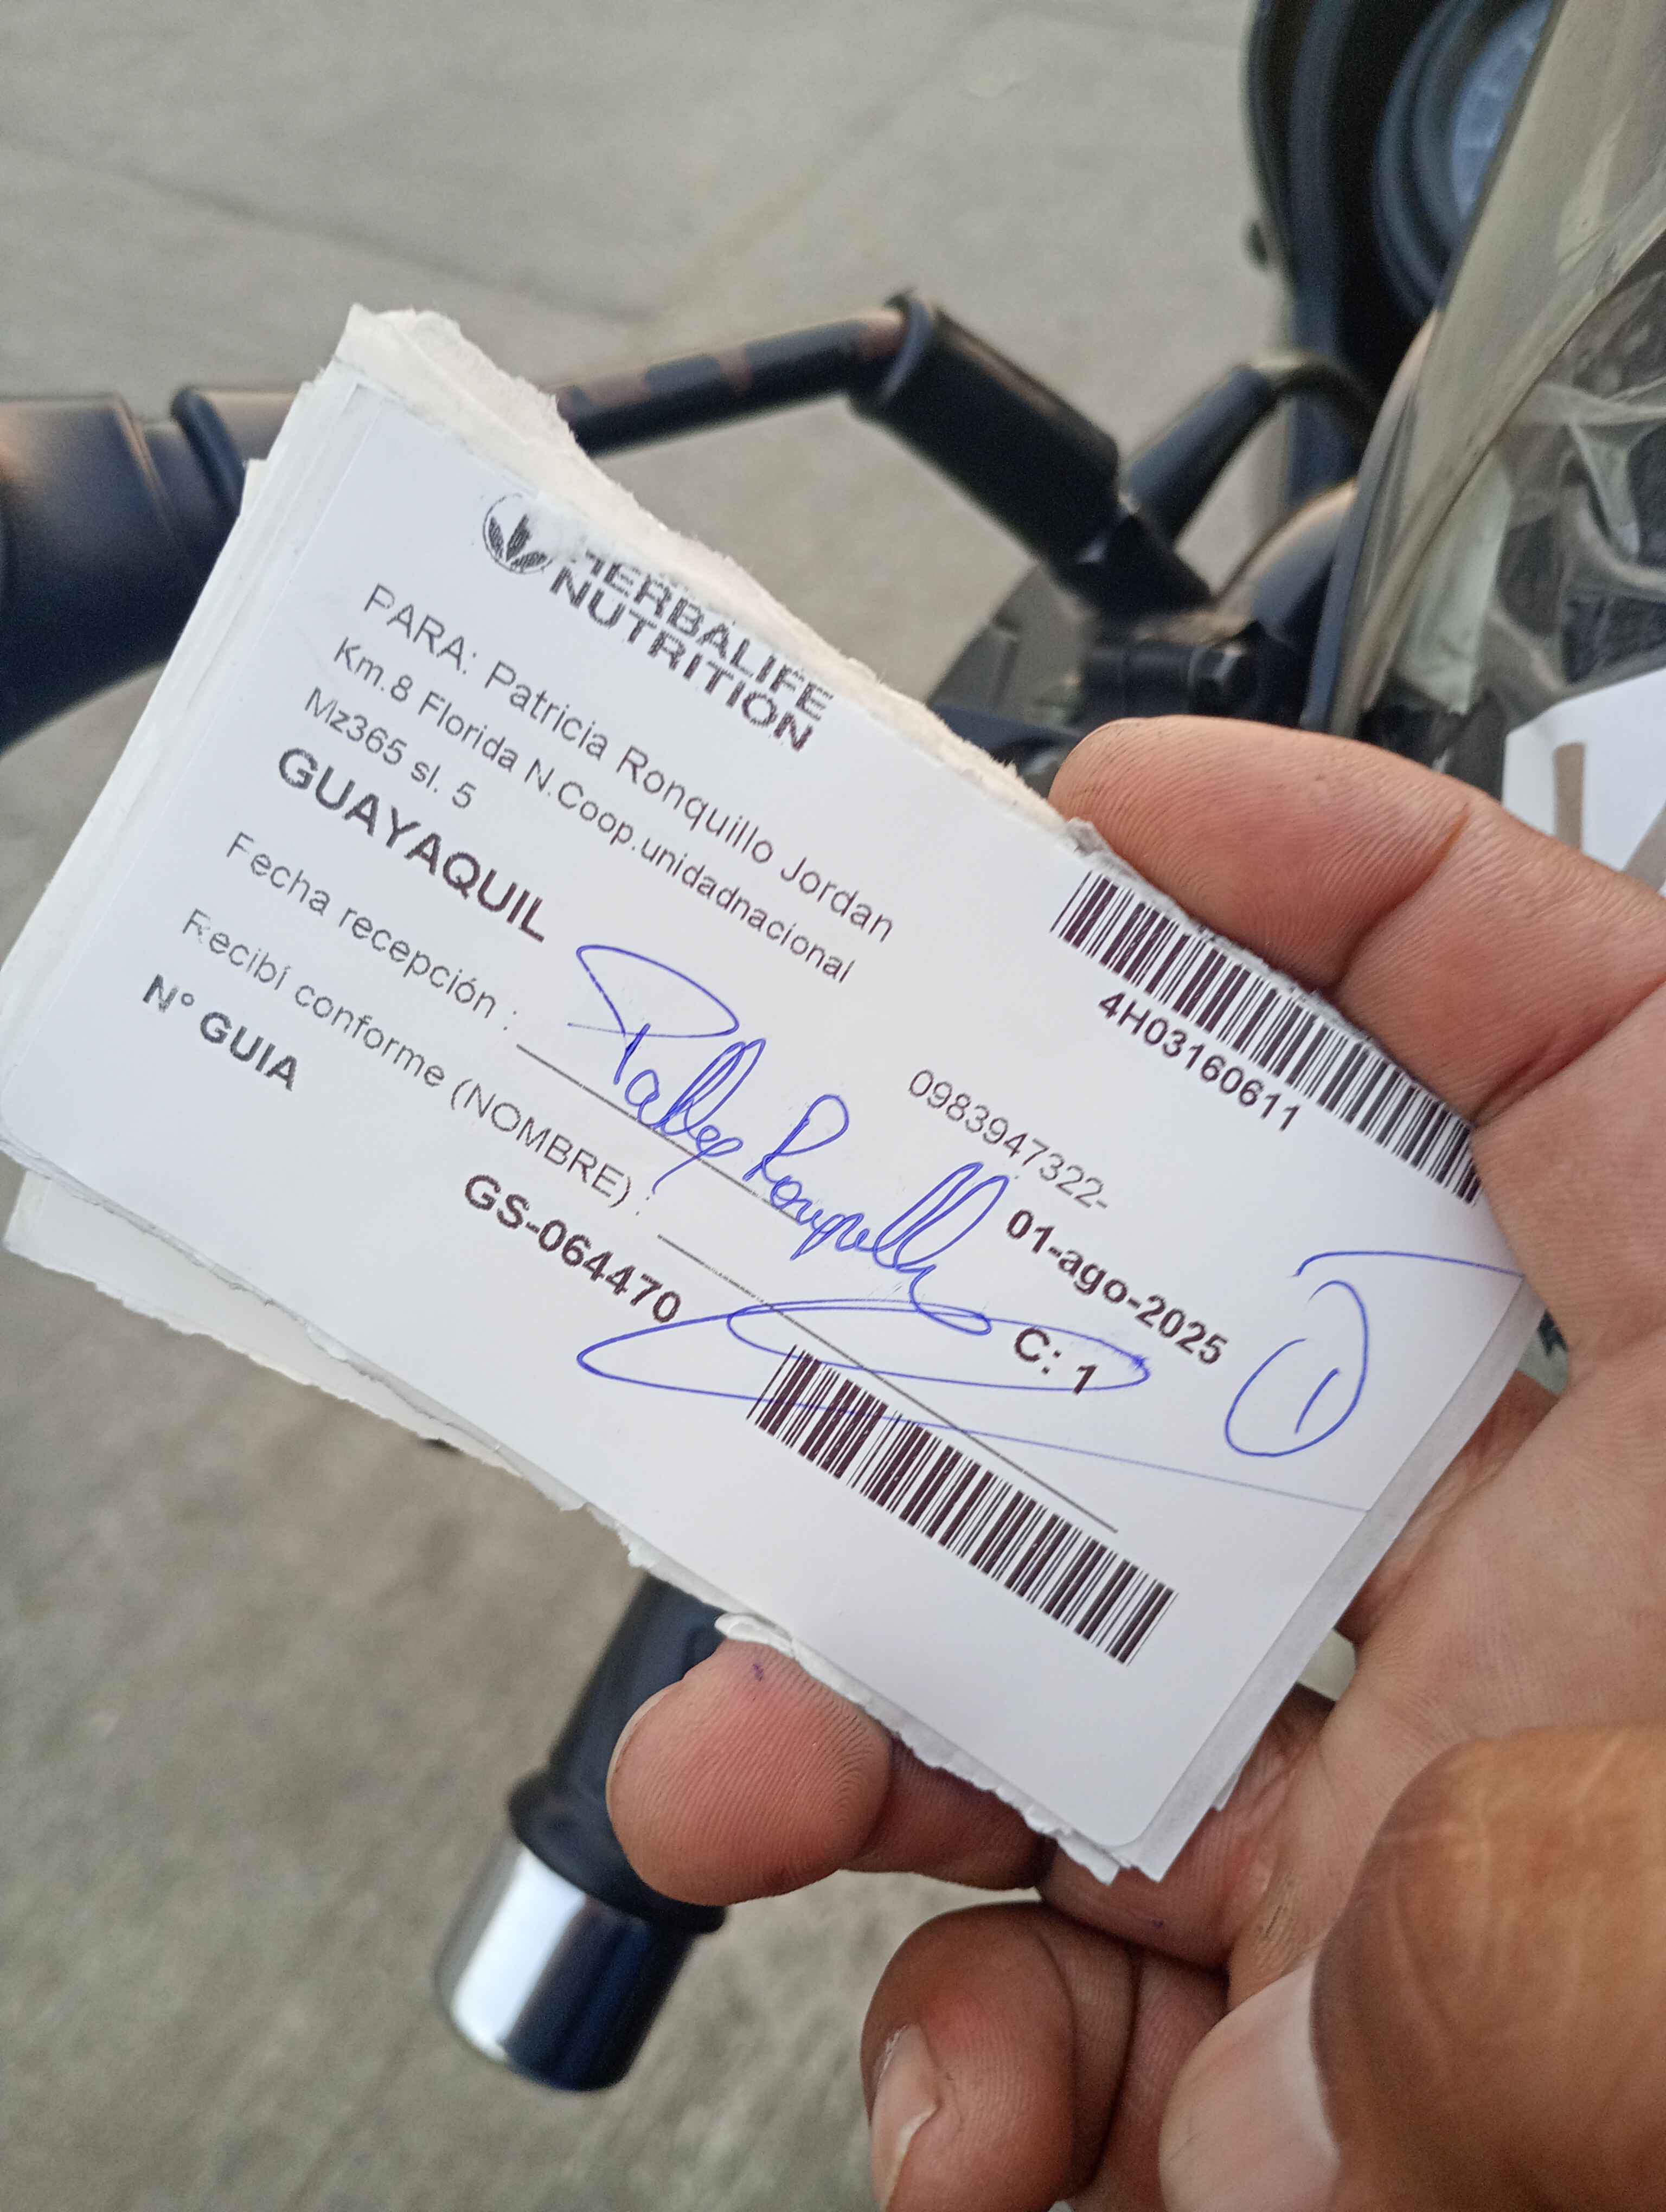 HERBALIFE
NUTRITION
PARA: Patricia Ronquillo Jordan
Km.8 Florida N.Coop.unidadnacional
Mz365 sl. 5
GUAYAQUIL
4H03160611
0983947322-
Fecha recepción :
01-ago-2025
Recibí conforme (NOMBRE) :
Ronquillo
N° GUIA
GS-064470
C: 1
1